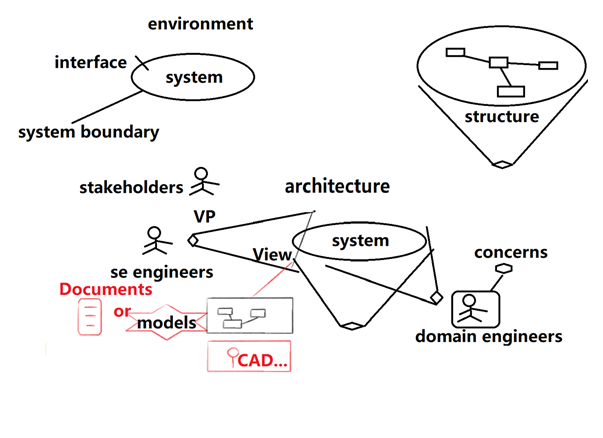 environment
interface
system
system boundary
structure
stakeholders
architecture
VP
system
View
se engineers
concerns
Documents
or
models
domain engineers
CAD...